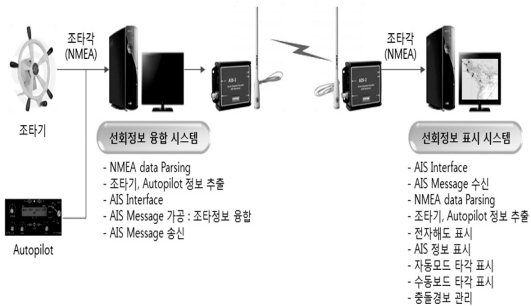 조타각
(NMEA)
조타각
(NMEA)
AIS-2
조타기
선회정보 융합 시스템
- NMEA data Parsing
- 조타기, Autopilot 정보 추출
- AIS Interface
- AIS Message 가공 : 조타정보 융합
- AIS Message 송신
Autopilot
선회정보 표시 시스템
- AIS Interface
- AIS Message 수신
- NMEA data Parsing
- 조타기, Autopilot 정보 추출
- 전자해도 표시
- AIS 정보 표시
- 자동모드 타각 표시
- 수동보드 타각 표시
- 충돌경보 관리